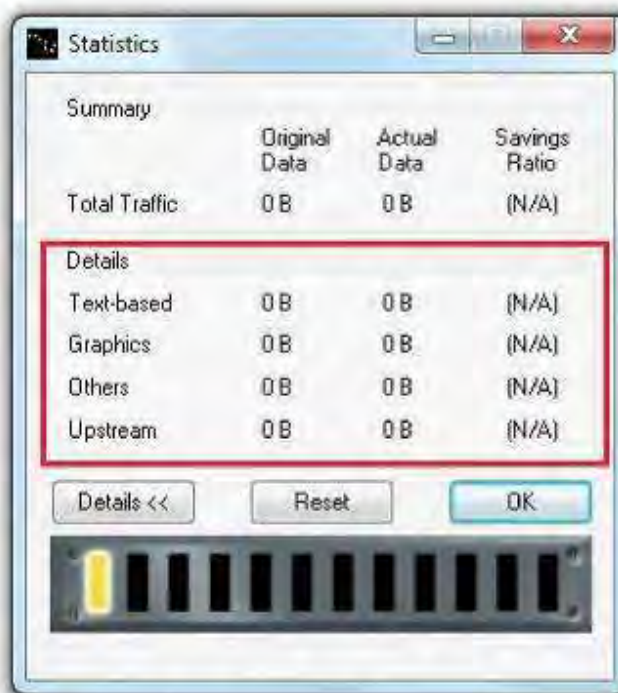 Statistics
Summary
Original Data Actual Data Savings Ratio
Total Traffic 0 B 0 B (N/A)
Details
Text-based 0 B 0 B (N/A)
Graphics 0 B 0 B (N/A)
Others 0 B 0 B (N/A)
Upstream 0 B 0 B (N/A)
Details << Reset OK